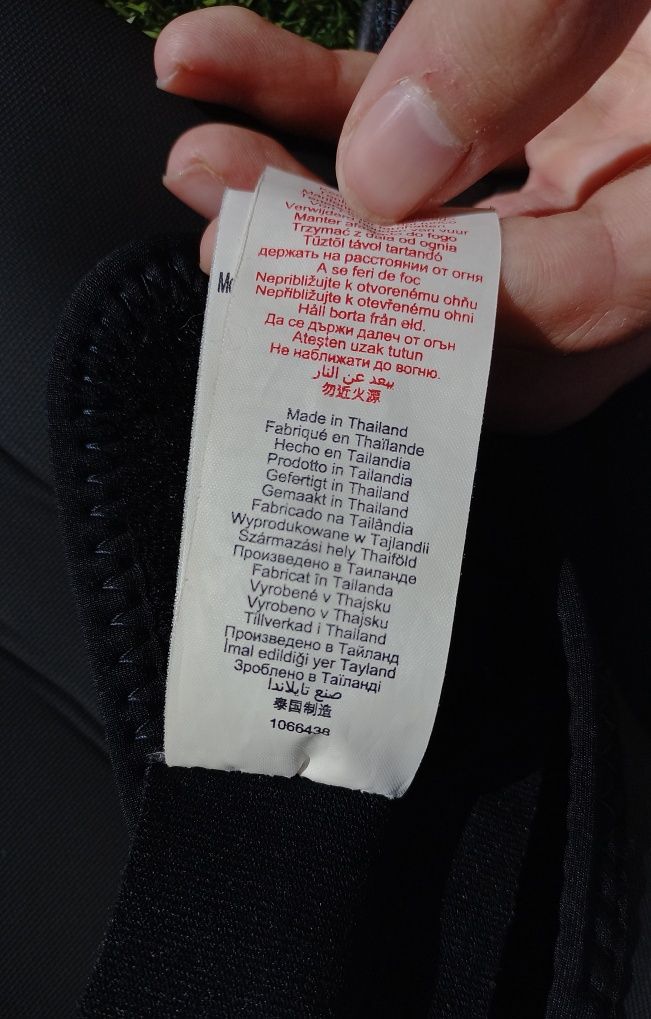 Verwijder
vuur
Manter fogo
Trzymać z dala od ognia
Tűztől távol tartandó
держать на расстоянии от огня
A se feri de foc
Nepribližujte k otvorenému ohňu
Nepřibližujte k otevřenému ohni
Håll borta från eld.
Да се държи далеч от огън
Ateşten uzak tutun
Не наближати до вогню.
يبعد عن النار
勿近火源
Made in Thailand
Fabriqué en Thaïlande
Hecho en Tailandia
Prodotto in Tailandia
Gefertigt in Thailand
Gemaakt in Thailand
Fabricado na Tailândia
Wyprodukowane w Tajlandii
Származási hely Thaiföld
Произведено в Таиланде
Fabricat în Tailanda
Vyrobené v Thajsku
Vyrobeno v Thajsku
Tillverkad i Thailand
Произведено в Тайланд
İmal edildiği yer Tayland
Зроблено в Таїланді
صنع تايلاندا
泰国制造
1066438